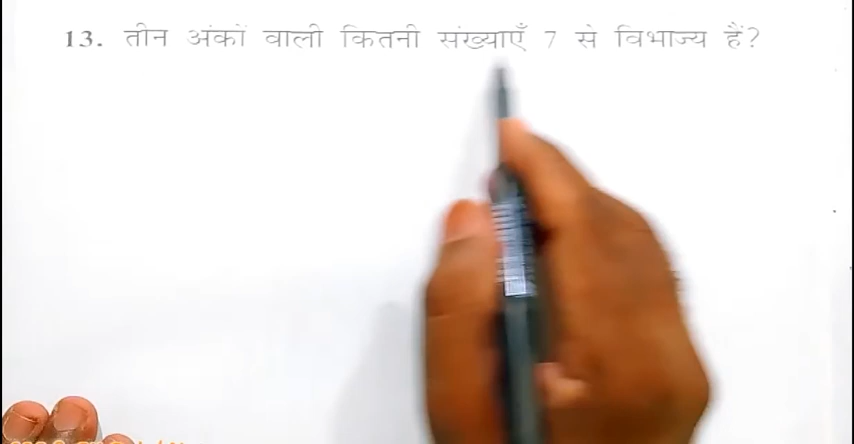 13. तीन अंकों वाली कितनी संख्याएँ 7 से विभाज्य हैं?